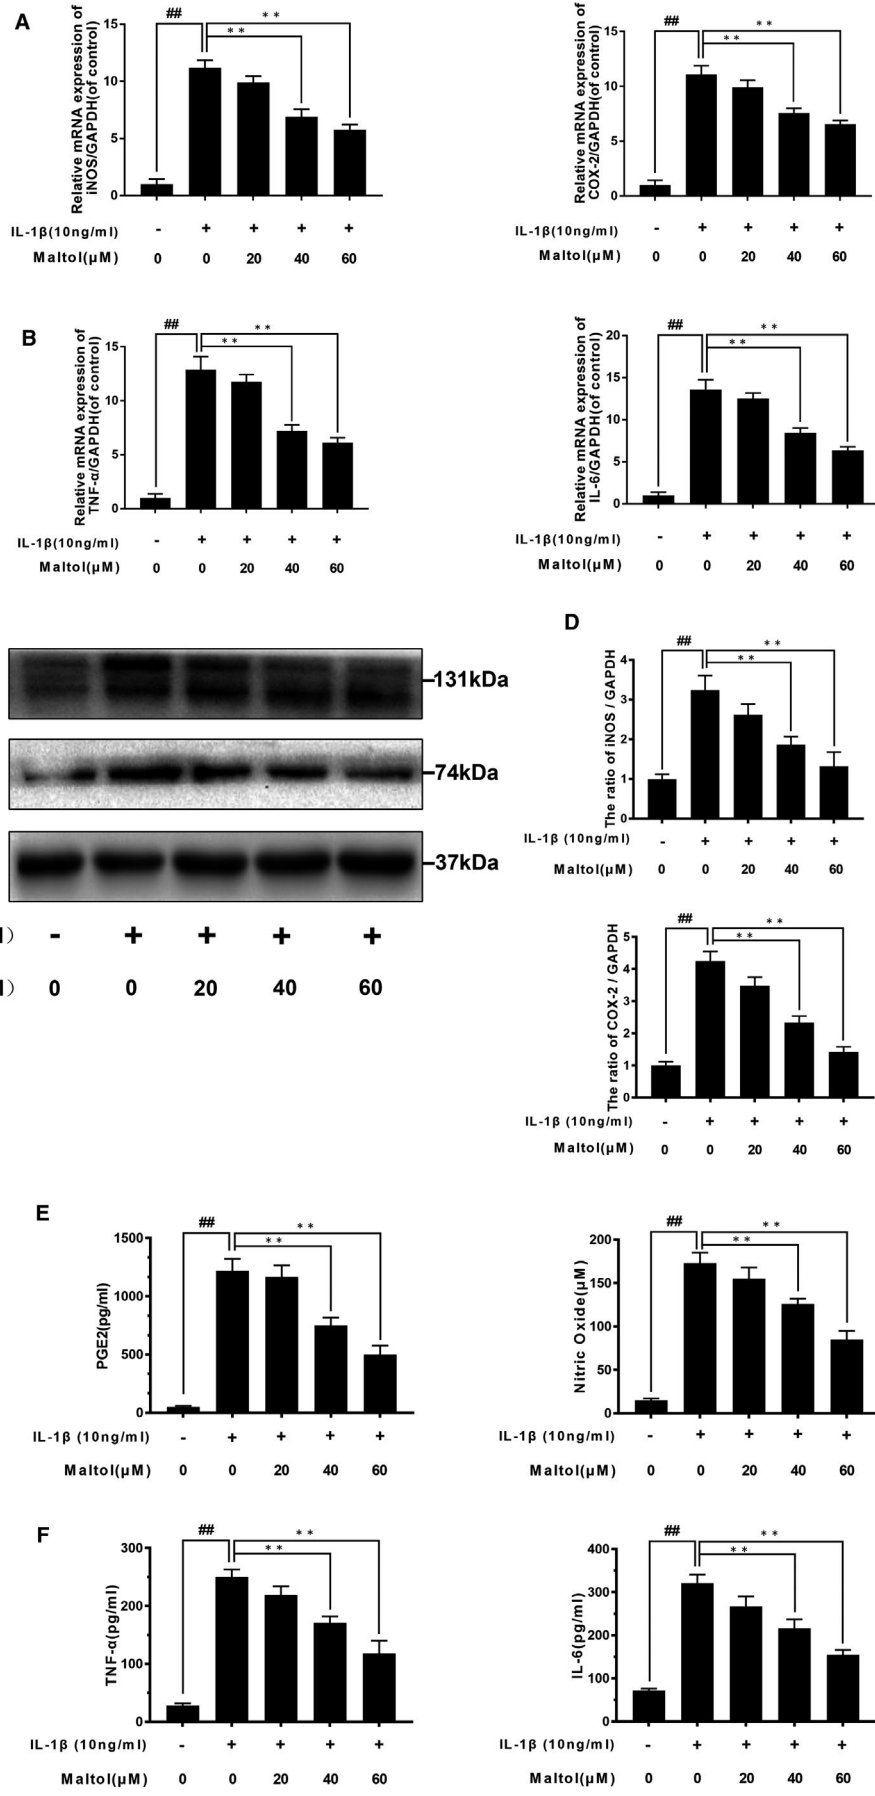 A
Relative mRNA expression of
iNOS/GAPDH(of control)
15
10
5
0
##
**
**
IL-1β(10ng/ml) - + + + +
Maltol(μM) 0 0 20 40 60
Relative mRNA expression of
COX-2/GAPDH(of control)
15
10
5
0
##
**
**
IL-1β(10ng/ml) - + + + +
Maltol(μM) 0 0 20 40 60
B
Relative mRNA expression of
TNF-α/GAPDH(of control)
15
10
5
0
##
**
**
IL-1β(10ng/ml) - + + + +
Maltol(μM) 0 0 20 40 60
Relative mRNA expression of
IL-6/GAPDH(of control)
20
15
10
5
0
##
**
**
IL-1β(10ng/ml) - + + + +
Maltol(μM) 0 0 20 40 60
131kDa
74kDa
37kDa
) - + + + +
) 0 0 20 40 60
D
The ratio of iNOS / GAPDH
4
3
2
1
0
##
**
**
IL-1β (10ng/ml) - + + + +
Maltol(μM) 0 0 20 40 60
The ratio of COX-2 / GAPDH
5
4
3
2
1
0
##
**
**
IL-1β (10ng/ml) - + + + +
Maltol(μM) 0 0 20 40 60
E
PGE2(pg/ml)
1500
1000
500
0
##
**
**
IL-1β (10ng/ml) - + + + +
Maltol(μM) 0 0 20 40 60
Nitric Oxide(μM)
200
150
100
50
0
##
**
**
IL-1β (10ng/ml) - + + + +
Maltol(μM) 0 0 20 40 60
F
TNF-α(pg/ml)
300
200
100
0
##
**
**
IL-1β (10ng/ml) - + + + +
Maltol(μM) 0 0 20 40 60
IL-6(pg/ml)
400
300
200
100
0
##
**
**
IL-1β (10ng/ml) - + + + +
Maltol(μM) 0 0 20 40 60